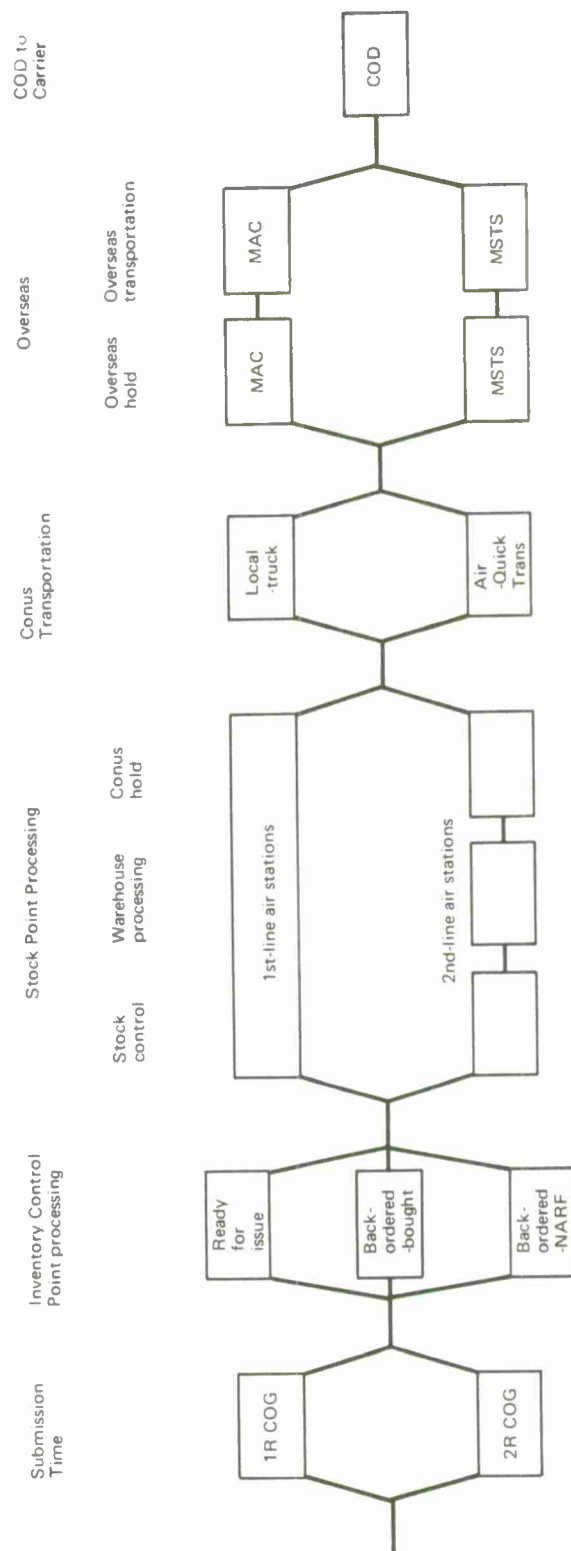 Submission
Time
Inventory Control
Point processing
Stock Point Processing
Stock
control
Warehouse
processing
Conus
hold
Conus
Transportation
Overseas
Overseas
hold
Overseas
transportation
COD to
Carrier
1R COG
2R COG
Ready
for
issue
Back-
ordered
-bought
Back-
ordered
-NARF
1st-line air stations
2nd-line air stations
Local
-truck
Air
-Quick
Trans
MAC
MAC
MSTS
MSTS
COD